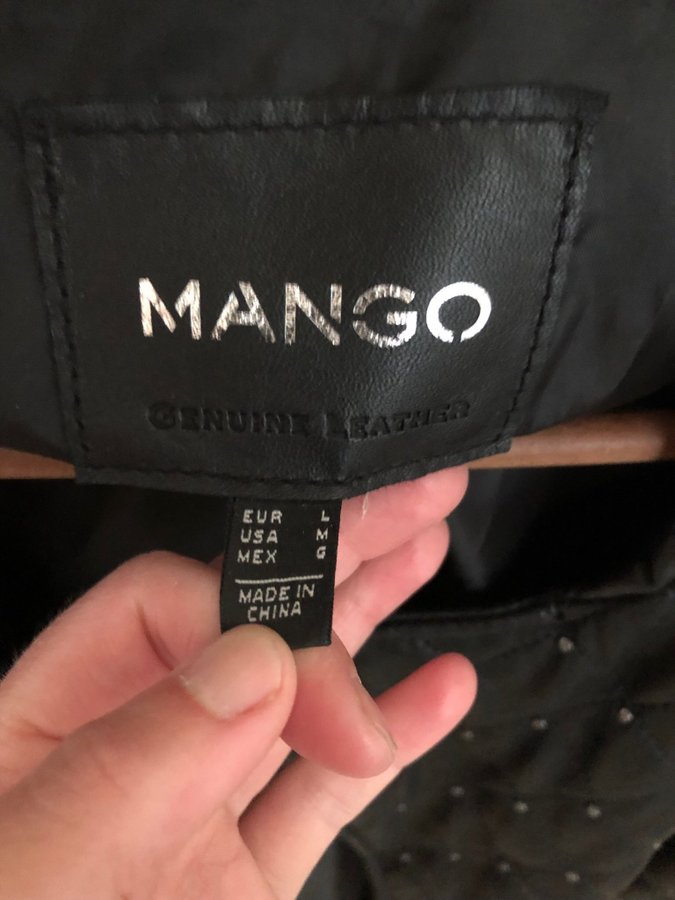 MANGO
GENUINE LEATHER
EUR L
USA M
MEX G
MADE IN
CHINA